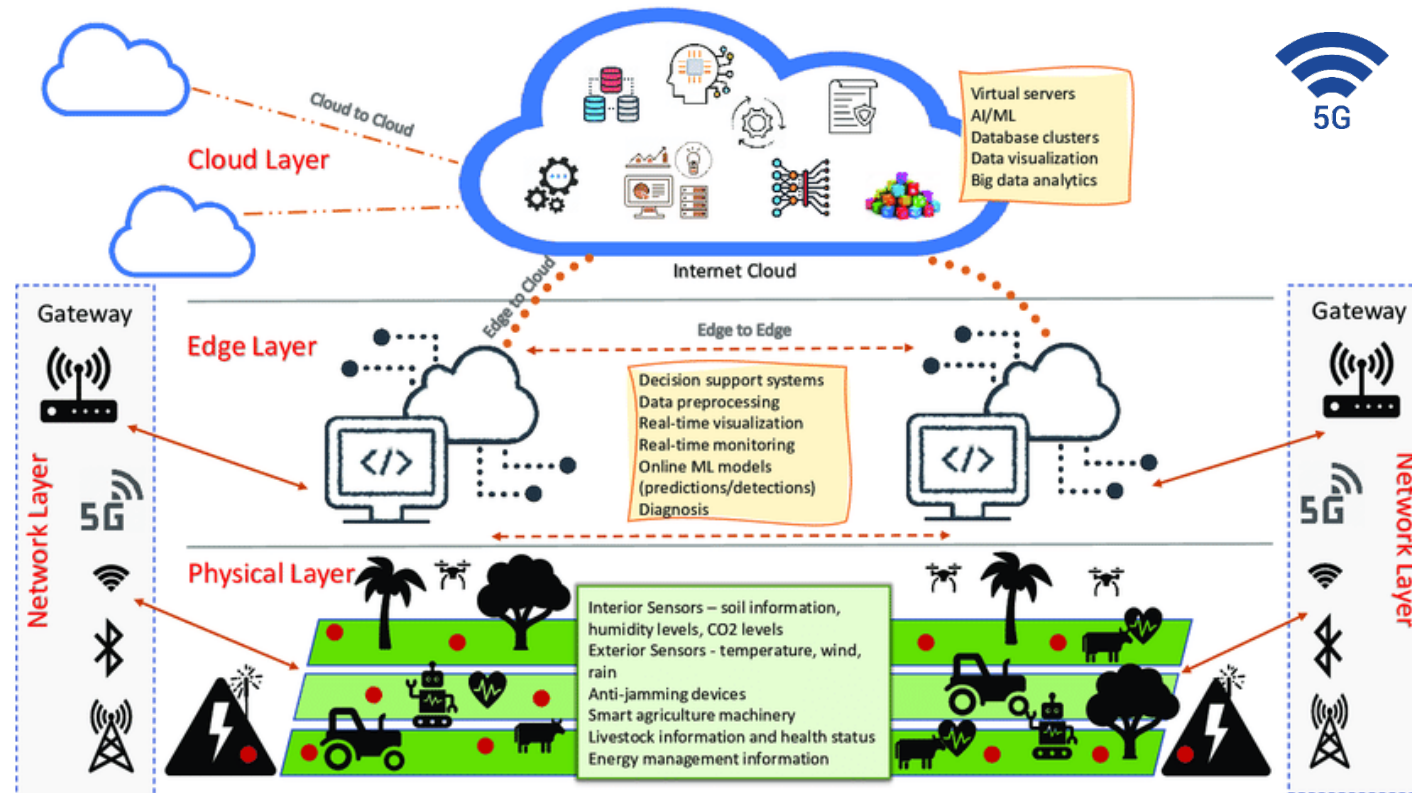 Cloud to Cloud
Cloud Layer
Virtual servers
AI/ML
Database clusters
Data visualization
Big data analytics
5G
Internet Cloud
Edge to Cloud
Gateway
Network Layer
5G
Edge Layer
Edge to Edge
Decision support systems
Data preprocessing
Real-time visualization
Real-time monitoring
Online ML models
(predictions/detections)
Diagnosis
</>
</>
Gateway
Network Layer
5G
Physical Layer
Interior Sensors – soil information,
humidity levels, CO2 levels
Exterior Sensors - temperature, wind,
rain
Anti-jamming devices
Smart agriculture machinery
Livestock information and health status
Energy management information